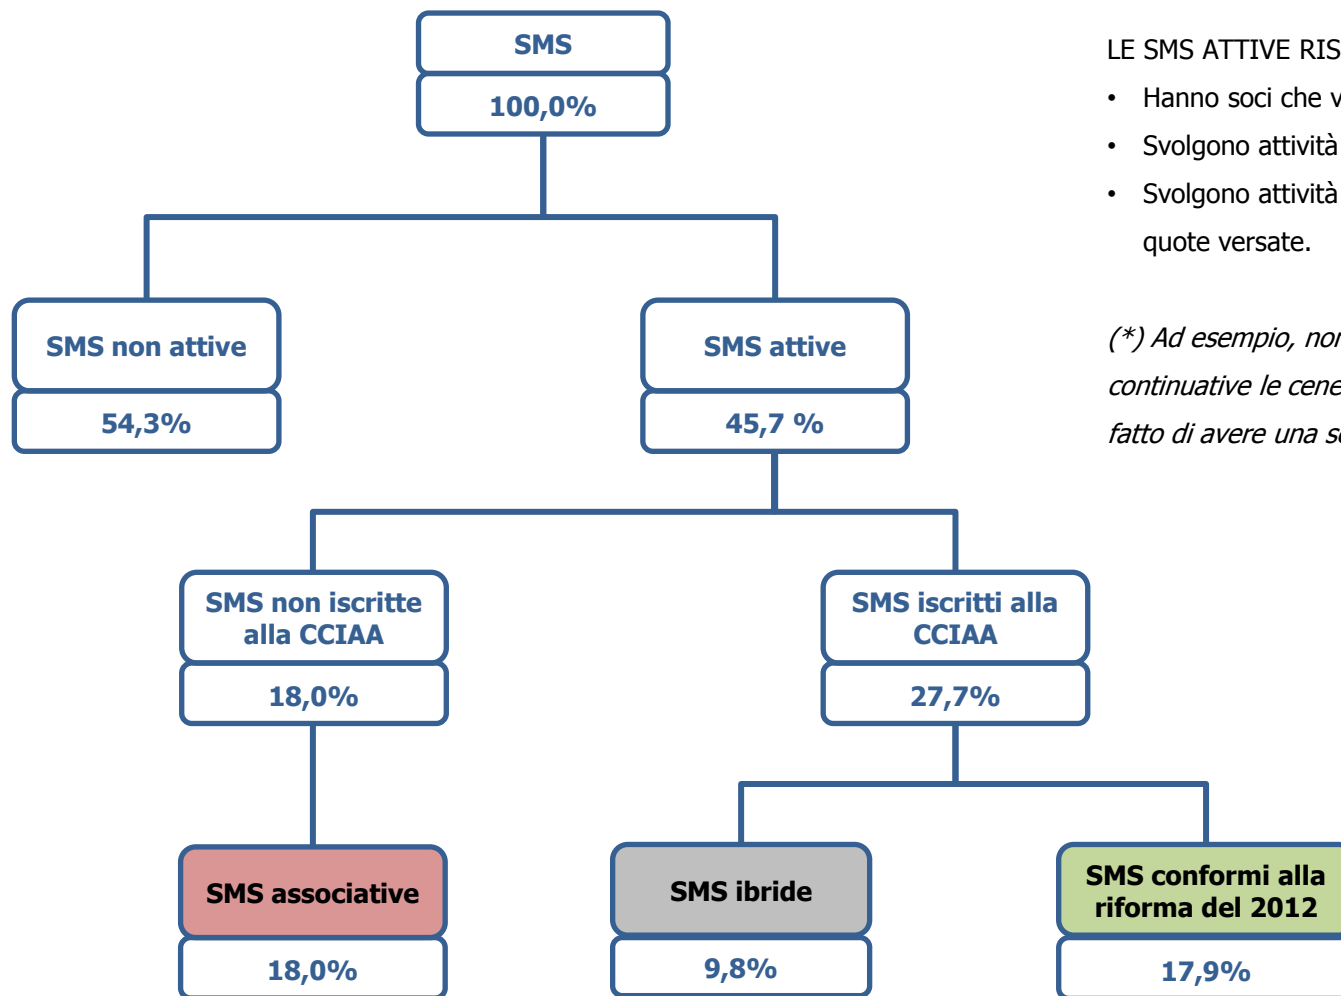 SMS
100,0%
SMS non attive
54,3%
SMS attive
45,7 %
SMS non iscritte
alla CCIAA
18,0%
SMS iscritti alla
CCIAA
27,7%
SMS associative
18,0%
SMS ibride
9,8%
SMS conformi alla
riforma del 2012
17,9%
LE SMS ATTIVE
• Hanno soci che
• Svolgono attività
• Svolgono attività
quote versate.
(*) Ad esempio,
continuative le cene
fatto di avere una